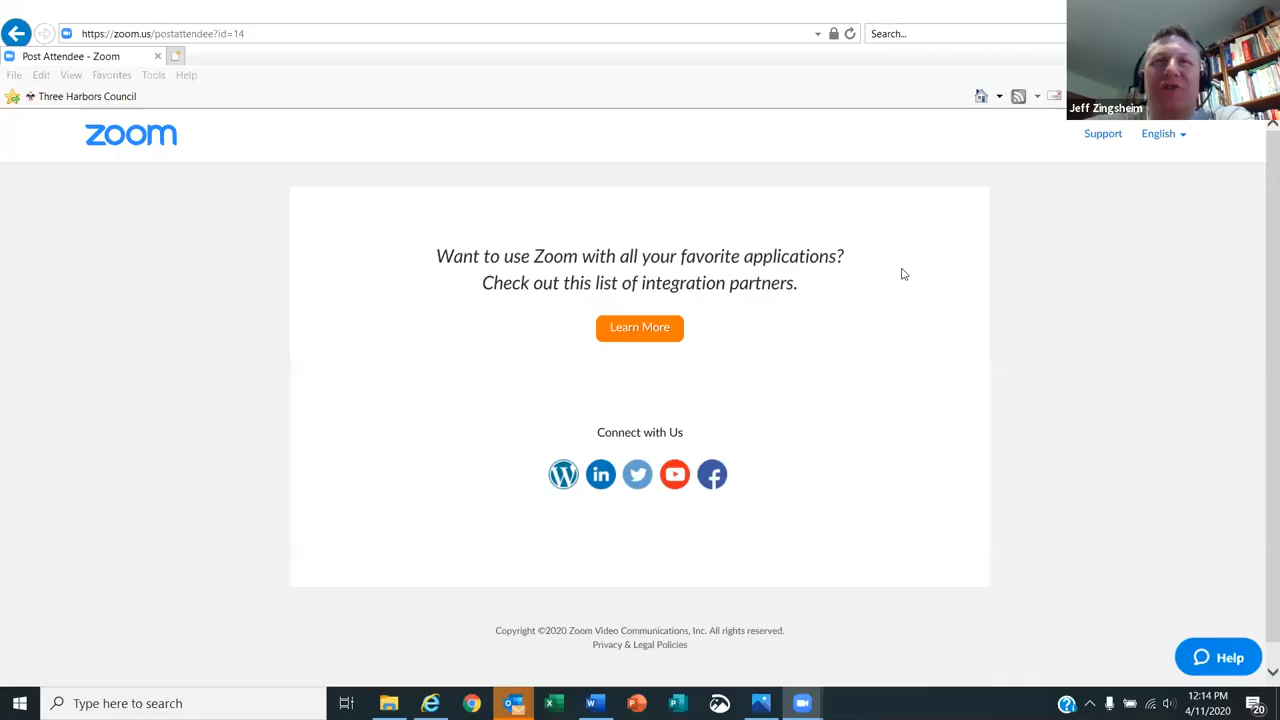 https://zoom.us/postattendee?id=14
Search...
Post Attendee - Zoom
File Edit View Favorites Tools Help
Three Harbors Council
Jeff Zingsheim
zoom
Support
English
Want to use Zoom with all your favorite applications?
Check out this list of integration partners.
Learn More
Connect with Us
Copyright ©2020 Zoom Video Communications, Inc. All rights reserved.
Privacy & Legal Policies
Help
Type here to search
12:14 PM
4/11/2020
20